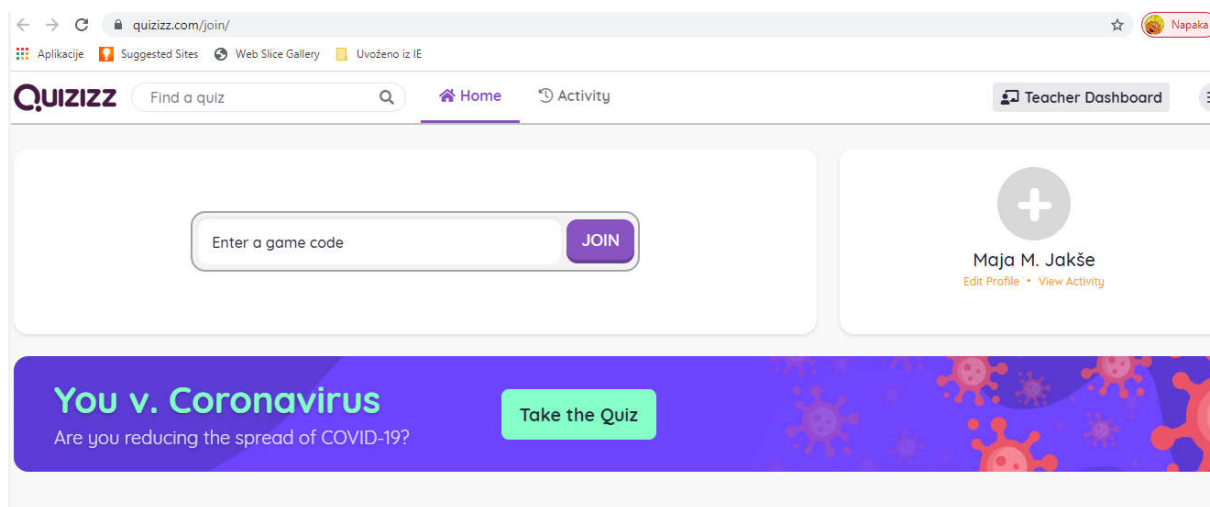 quizizz.com/join/
Napaka
Aplikacije Suggested Sites Web Slice Gallery Uvoženo iz IE
QUIZIZZ Find a quiz Home Activity Teacher Dashboard
Enter a game code JOIN
Maja M. Jakše
Edit Profile • View Activity
You v. Coronavirus
Are you reducing the spread of COVID-19?
Take the Quiz